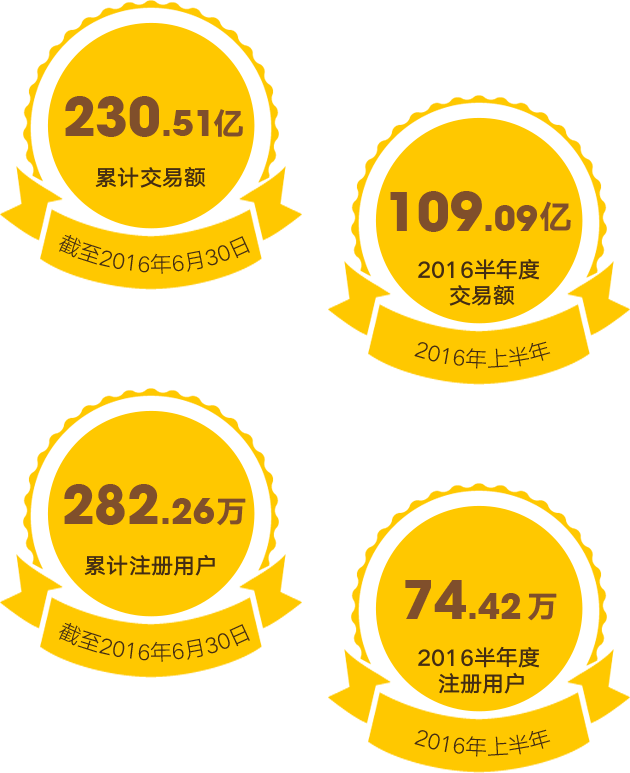 230.51亿
累计交易额
截至2016年6月30日
109.09亿
2016半年度
交易额
2016年上半年
282.26万
累计注册用户
截至2016年6月30日
74.42万
2016半年度
注册用户
2016年上半年